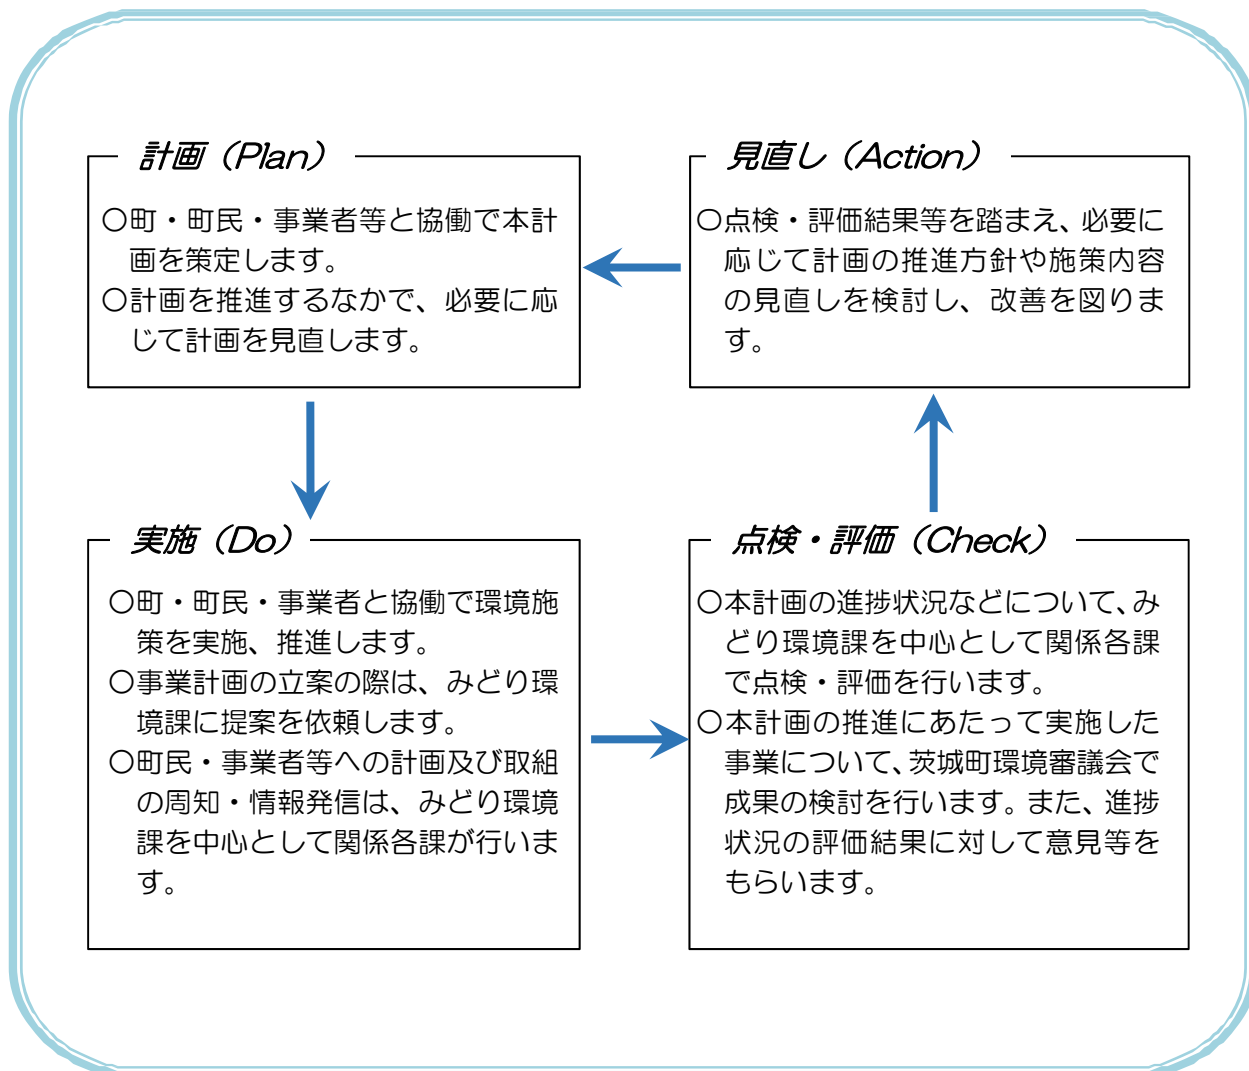 計画（Plan）
〇町・町民・事業者等と協働で本計
画を策定します。
〇計画を推進するなかで、必要に応
じて計画を見直します。
見直し（Action）
〇点検・評価結果等を踏まえ、必要に
応じて計画の推進方針や施策内容
の見直しを検討し、改善を図りま
す。
実施（Do）
〇町・町民・事業者と協働で環境施
策を実施、推進します。
〇事業計画の立案の際は、みどり環
境課に提案を依頼します。
〇町民・事業者等への計画及び取組
の周知・情報発信は、みどり環境
課を中心として関係各課が行いま
す。
点検・評価（Check）
〇本計画の進捗状況などについて、み
どり環境課を中心として関係各課
で点検・評価を行います。
〇本計画の推進にあたって実施した
事業について、茨城町環境審議会で
成果の検討を行います。また、進捗
状況の評価結果に対して意見等を
もらいます。